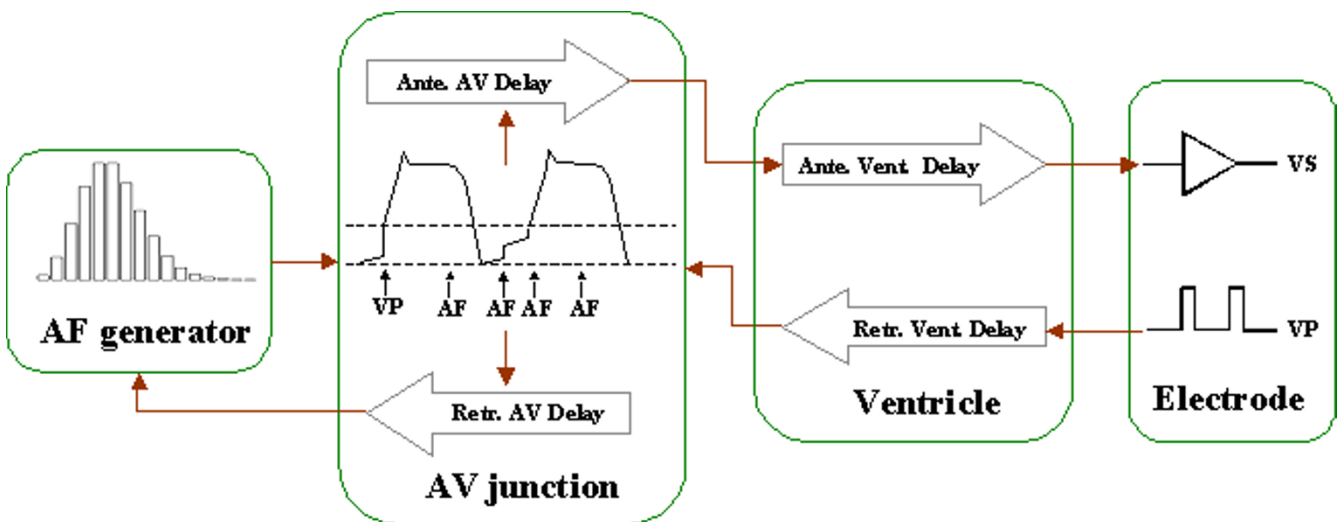 AF generator
Ante. AV Delay
VP AF AF AF AF
Retr. AV Delay
AV junction
Ante. Vent. Delay
Retr. Vent. Delay
Ventricle
VS
VP
Electrode